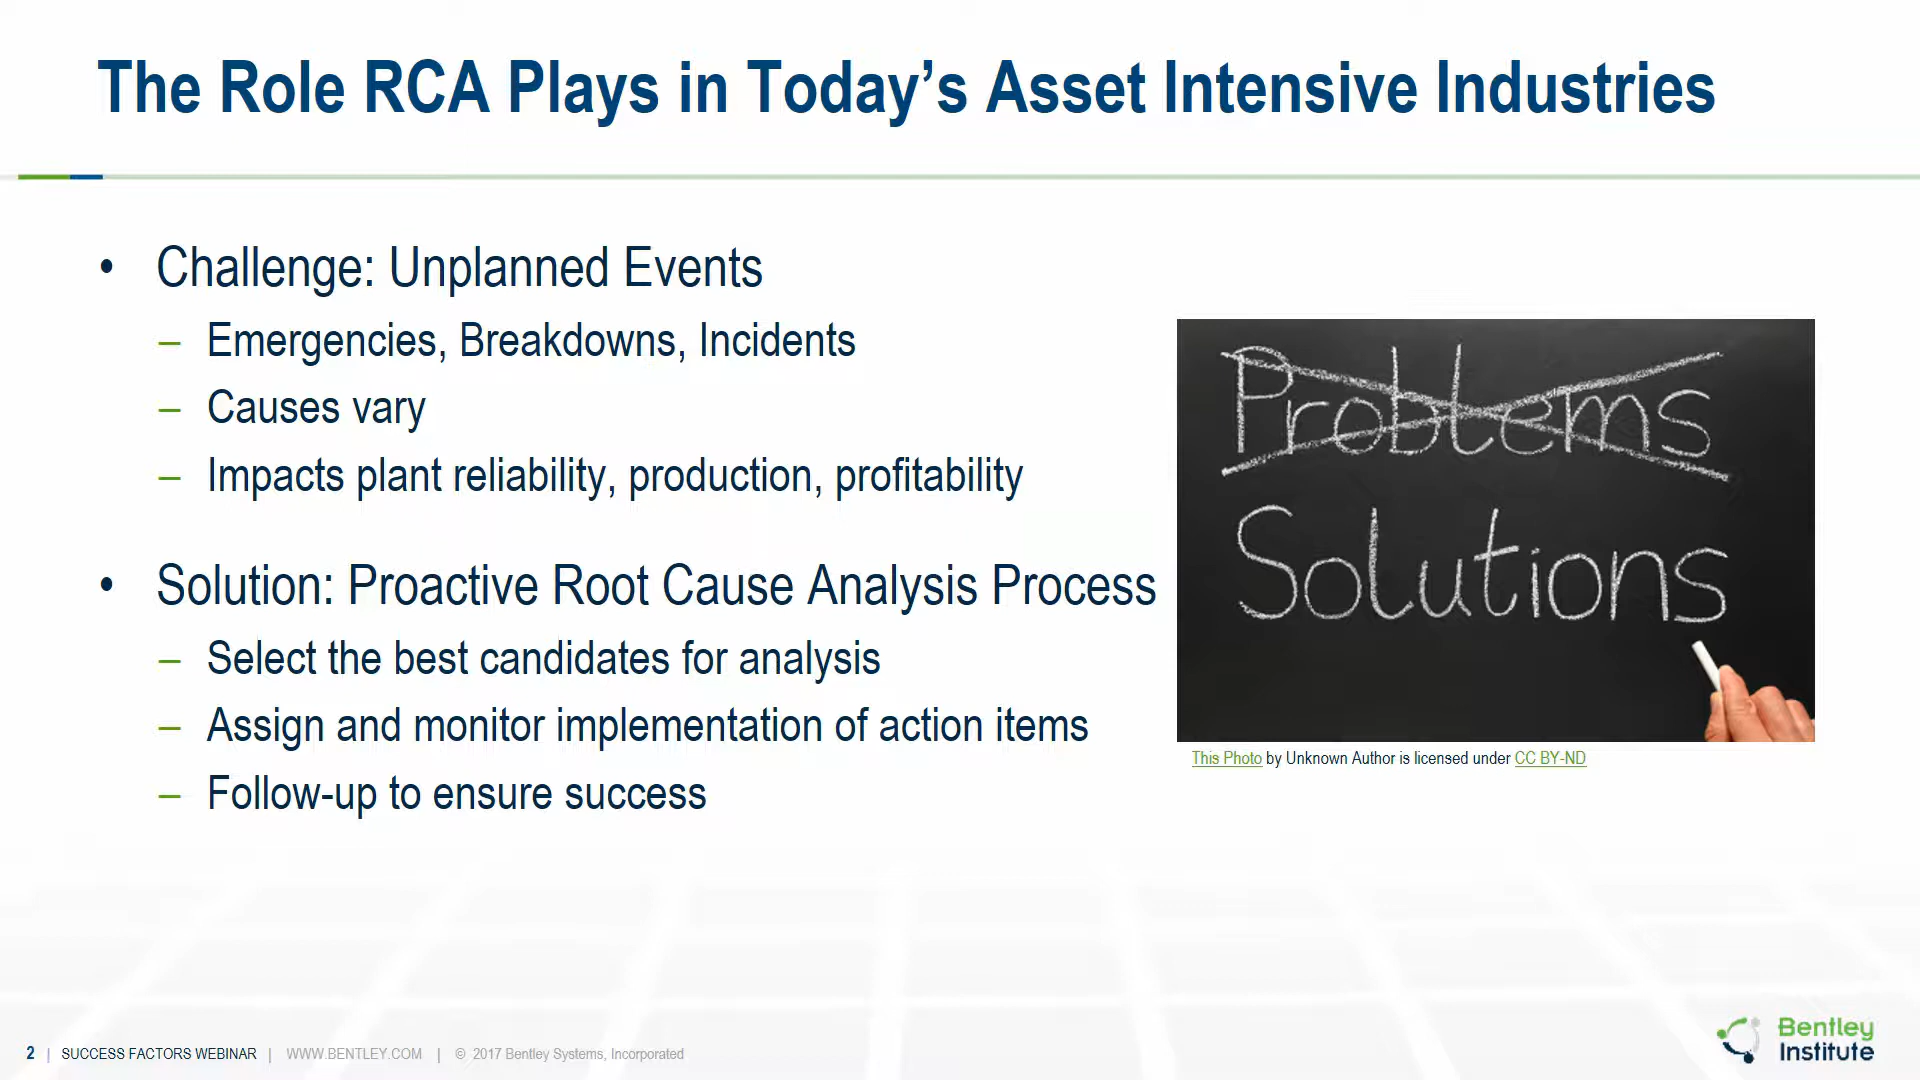 The Role RCA Plays in Today’s Asset Intensive Industries
• Challenge: Unplanned Events
– Emergencies, Breakdowns, Incidents
– Causes vary
– Impacts plant reliability, production, profitability
• Solution: Proactive Root Cause Analysis Process
– Select the best candidates for analysis
– Assign and monitor implementation of action items
– Follow-up to ensure success
Problems
Solutions
This Photo by Unknown Author is licensed under CC BY-ND
2 | SUCCESS FACTORS WEBINAR | WWW.BENTLEY.COM | © 2017 Bentley Systems, Incorporated
Bentley
Institute